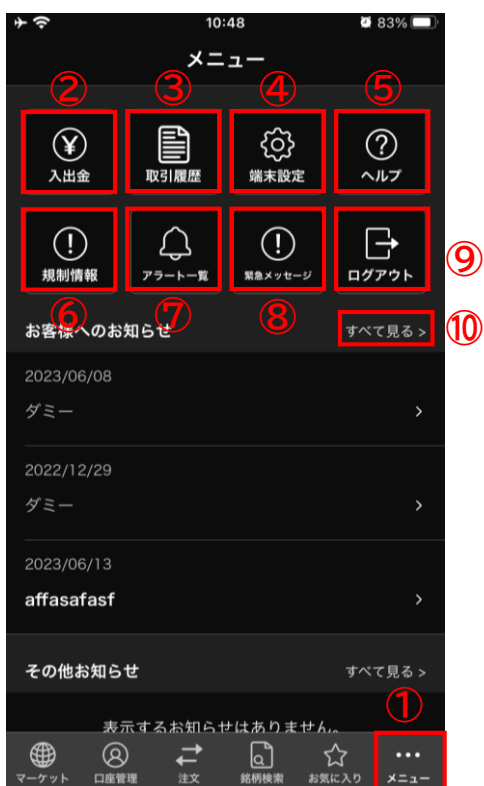 10:48
83%
メニュー
② ③ ④ ⑤
入出金 取引履歴 端末設定 ヘルプ
規制情報 アラート一覧 緊急メッセージ ログアウト ⑨
⑥ ⑦ ⑧
お客様へのお知らせ すべて見る > ⑩
2023/06/08
ダミー
2022/12/29
ダミー
2023/06/13
affasafasf
その他お知らせ すべて見る >
①
表示するお知らせはありません。
マーケット 口座管理 注文 銘柄検索 お気に入り メニュー